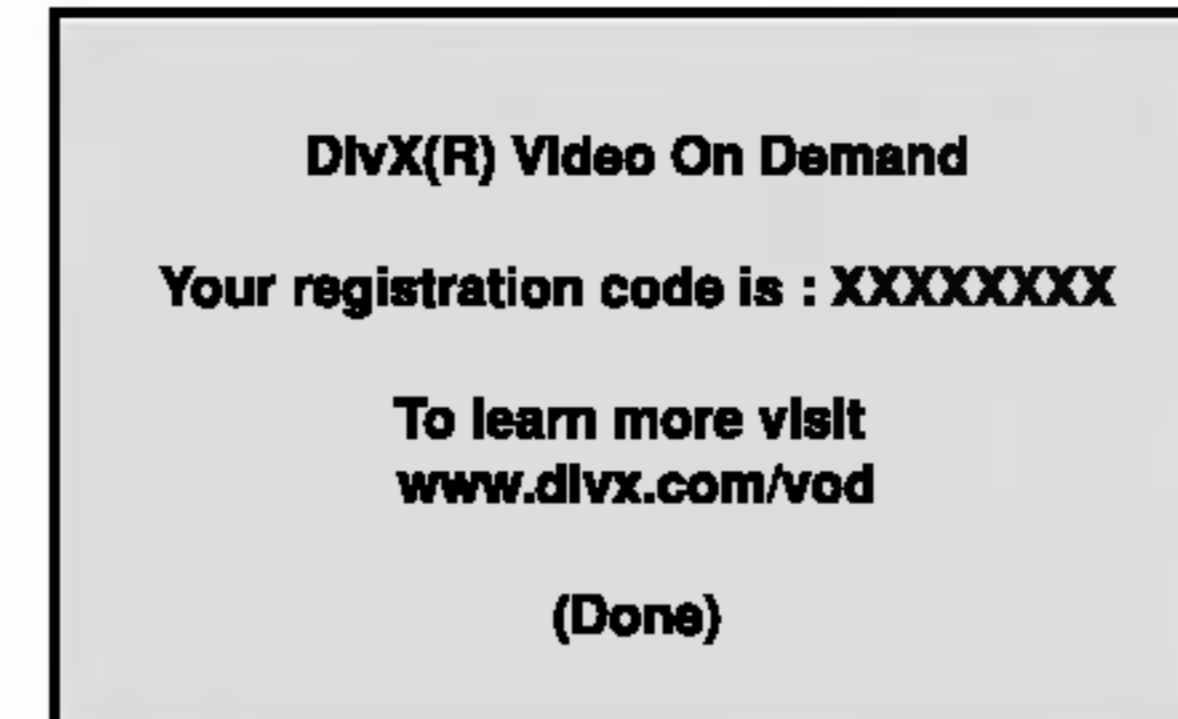 DivX(R) Video On Demand
Your registration code is : XXXXXXXX
To learn more visit
www.divx.com/vod
(Done)